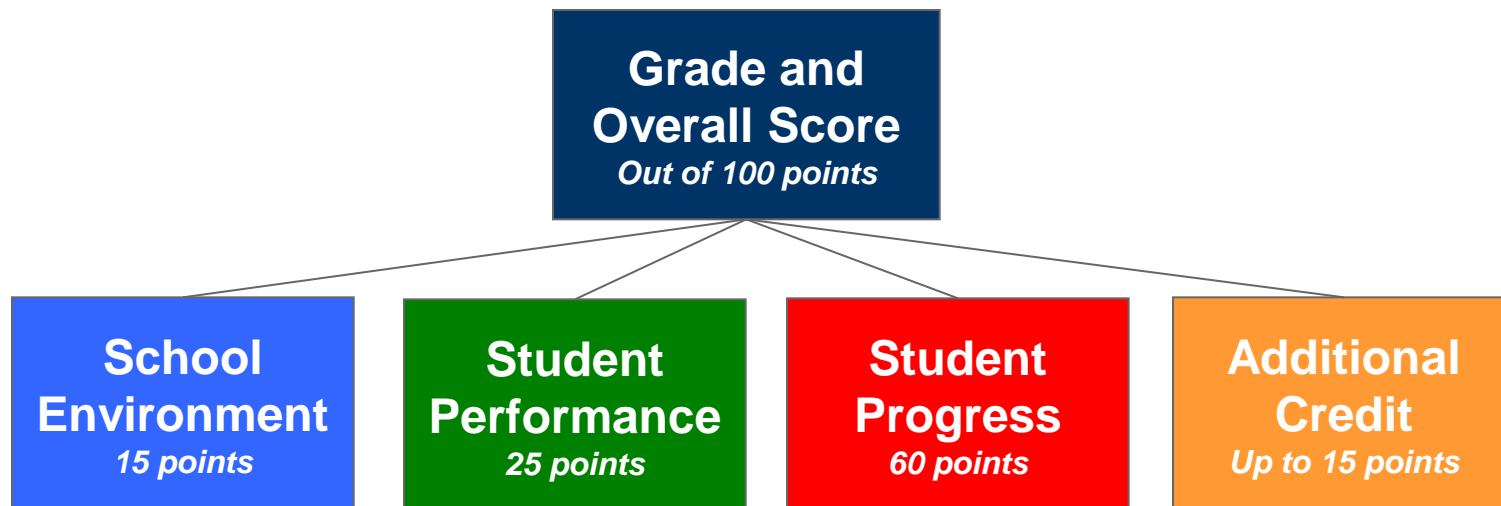 Grade and
Overall Score
Out of 100 points
School
Environment
15 points
Student
Performance
25 points
Student
Progress
60 points
Additional
Credit
Up to 15 points